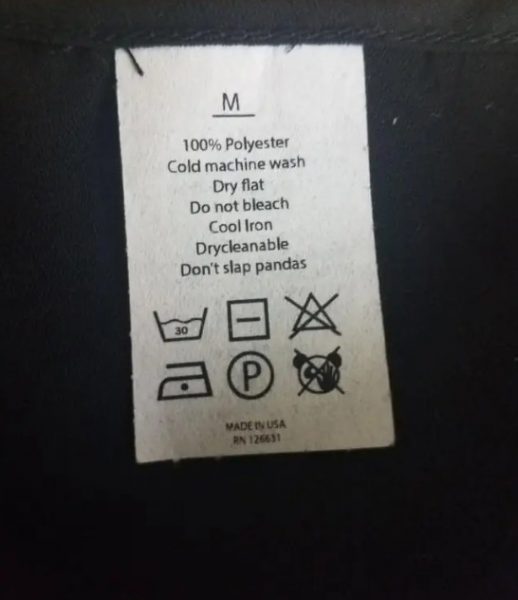 M
100% Polyester
Cold machine wash
Dry flat
Do not bleach
Cool Iron
Drycleanable
Don't slap pandas
30
P
MADE IN USA
RN 126631